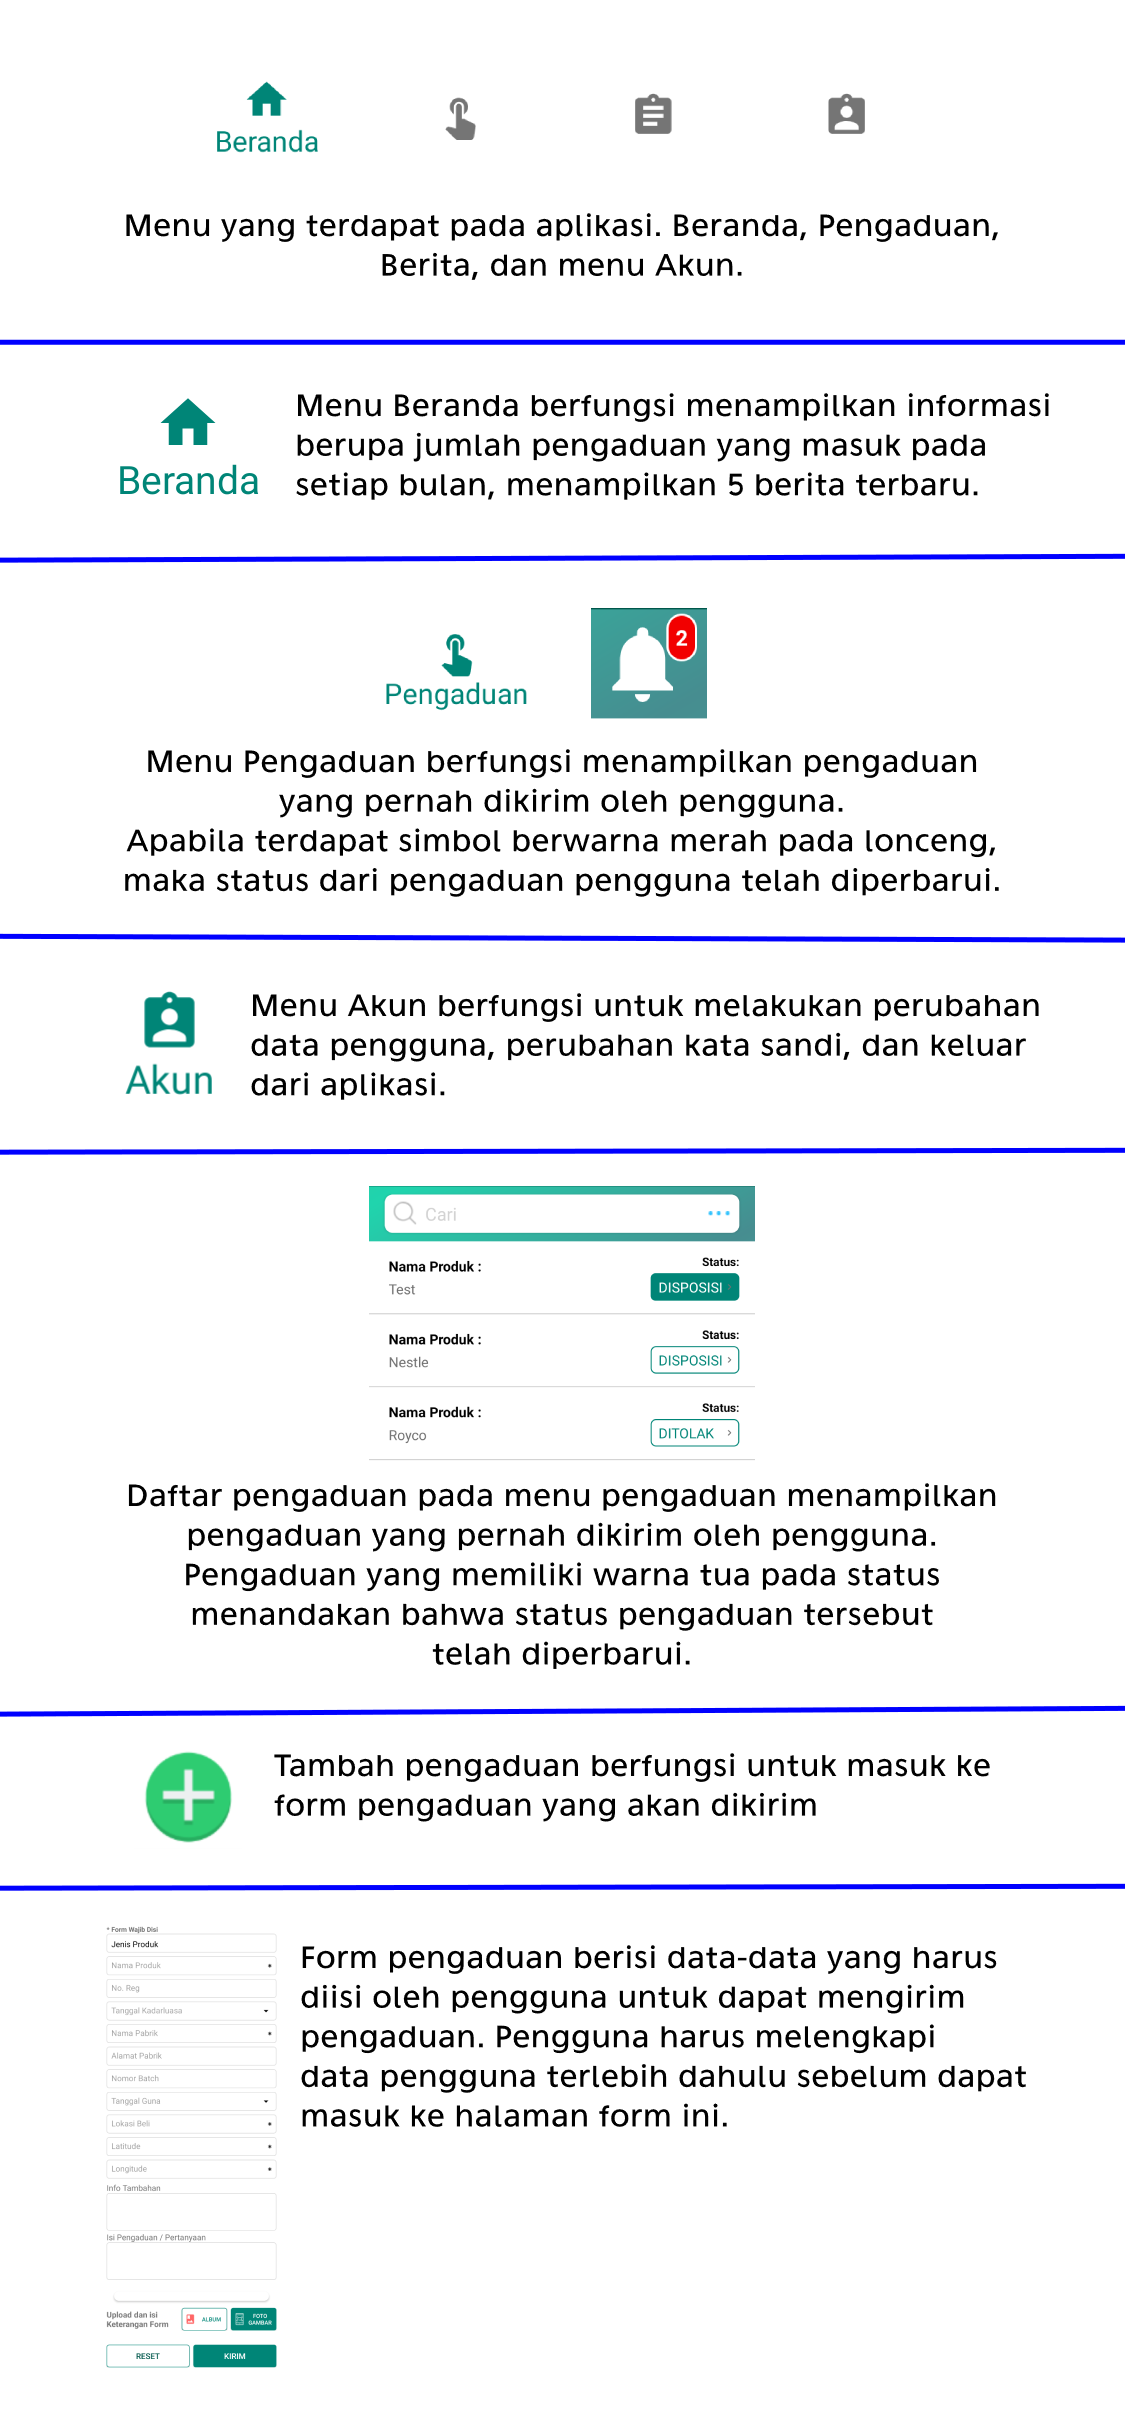 Beranda
Menu yang terdapat pada aplikasi. Beranda, Pengaduan,
Berita, dan menu Akun.
Beranda
Menu Beranda berfungsi menampilkan informasi
berupa jumlah pengaduan yang masuk pada
setiap bulan, menampilkan 5 berita terbaru.
Pengaduan
2
Menu Pengaduan berfungsi menampilkan pengaduan
yang pernah dikirim oleh pengguna.
Apabila terdapat simbol berwarna merah pada lonceng,
maka status dari pengaduan pengguna telah diperbarui.
Akun
Menu Akun berfungsi untuk melakukan perubahan
data pengguna, perubahan kata sandi, dan keluar
dari aplikasi.
Cari
Nama Produk :
Status:
Test
DISPOSISI
Nama Produk :
Status:
Nestle
DISPOSISI
Nama Produk :
Status:
Royco
DITOLAK
Daftar pengaduan pada menu pengaduan menampilkan
pengaduan yang pernah dikirim oleh pengguna.
Pengaduan yang memiliki warna tua pada status
menandakan bahwa status pengaduan tersebut
telah diperbarui.
Tambah pengaduan berfungsi untuk masuk ke
form pengaduan yang akan dikirim
* Form Wajib Disi
Jenis Produk
Nama Produk *
No. Reg
Tanggal Kadarluasa
Nama Pabrik *
Alamat Pabrik
Nomor Batch
Tanggal Guna
Lokasi Beli *
Latitude *
Longitude *
Info Tambahan
Isi Pengaduan / Pertanyaan
Upload dan isi
Keterangan Form
ALBUM
FOTO
GAMBAR
RESET
KIRIM
Form pengaduan berisi data-data yang harus
diisi oleh pengguna untuk dapat mengirim
pengaduan. Pengguna harus melengkapi
data pengguna terlebih dahulu sebelum dapat
masuk ke halaman form ini.